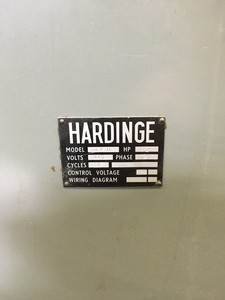 HARDINGE
MODEL HP
VOLTS PHASE
CYCLES
CONTROL VOLTAGE
WIRING DIAGRAM